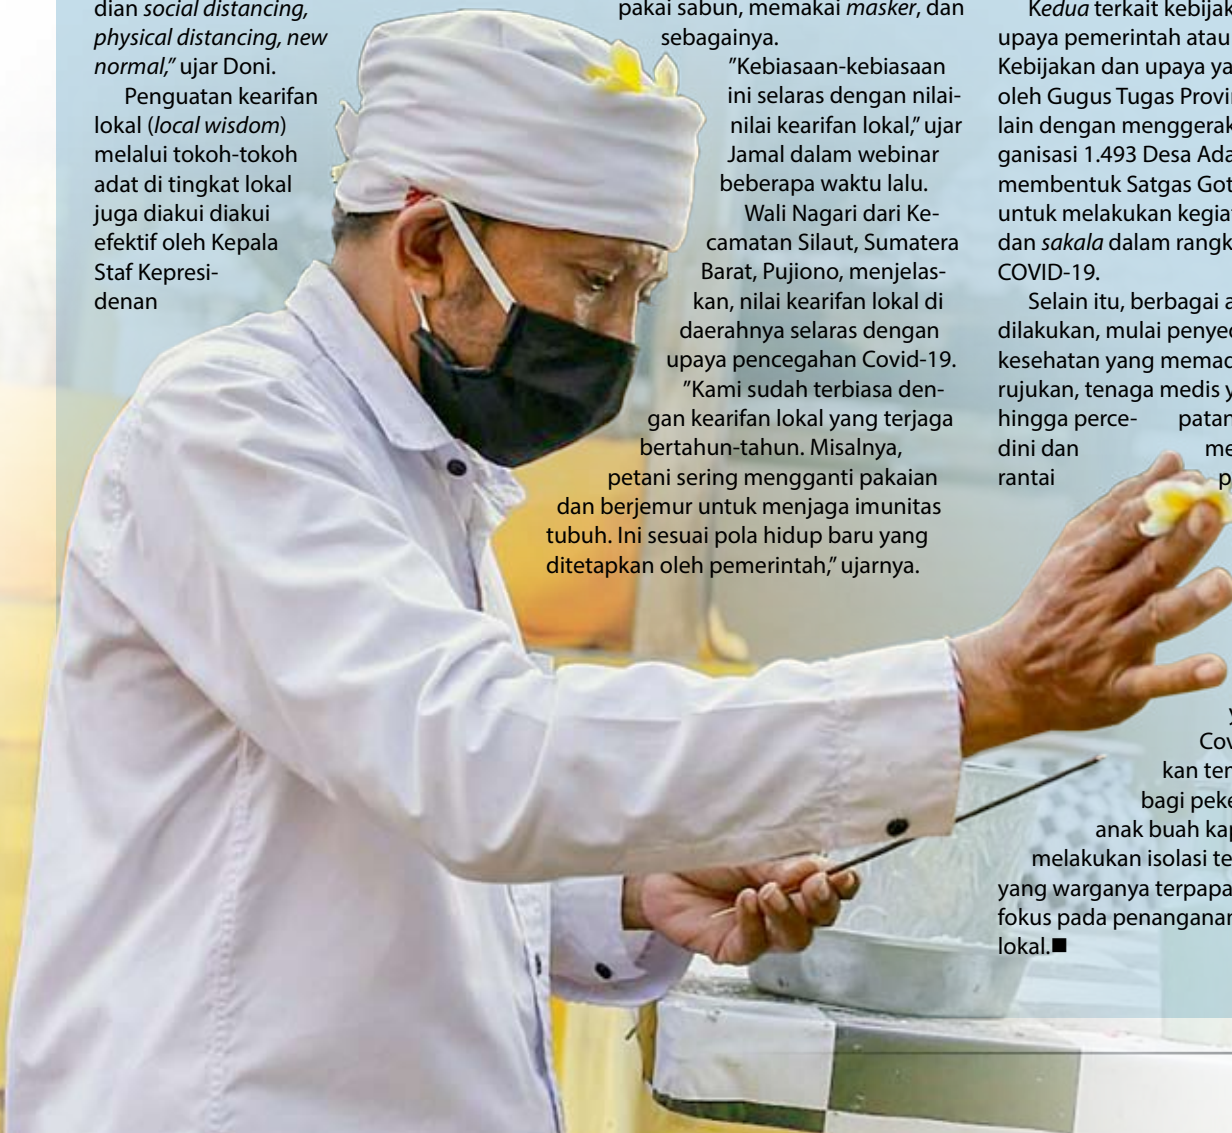 dian social distancing,
physical distancing, new
normal,” ujar Doni.
Penguatan kearifan
lokal (local wisdom)
melalui tokoh-tokoh
adat di tingkat lokal
juga diakui diakui
efektif oleh Kepala
Staf Kepresi-
denan
pakai sabun, memakai masker, dan
sebagainya.
”Kebiasaan-kebiasaan
ini selaras dengan nilai-
nilai kearifan lokal,” ujar
Jamal dalam webinar
beberapa waktu lalu.
Wali Nagari dari Ke-
camatan Silaut, Sumatera
Barat, Pujiono, menjelas-
kan, nilai kearifan lokal di
daerahnya selaras dengan
upaya pencegahan Covid-19.
”Kami sudah terbiasa den-
gan kearifan lokal yang terjaga
bertahun-tahun. Misalnya,
petani sering mengganti pakaian
dan berjemur untuk menjaga imunitas
tubuh. Ini sesuai pola hidup baru yang
ditetapkan oleh pemerintah,” ujarnya.
Kedua terkait kebijak
upaya pemerintah atau
Kebijakan dan upaya ya
oleh Gugus Tugas Provin
lain dengan menggerak
ganisasi 1.493 Desa Ada
membentuk Satgas Got
untuk melakukan kegia
dan sakala dalam rangk
COVID-19.
Selain itu, berbagai a
dilakukan, mulai penyed
kesehatan yang memad
rujukan, tenaga medis y
hingga perce- patan
dini dan me
rantai p
y
Cov
kan tem
bagi peke
anak buah kap
melakukan isolasi te
yang warganya terpapa
fokus pada penanganan
lokal.■